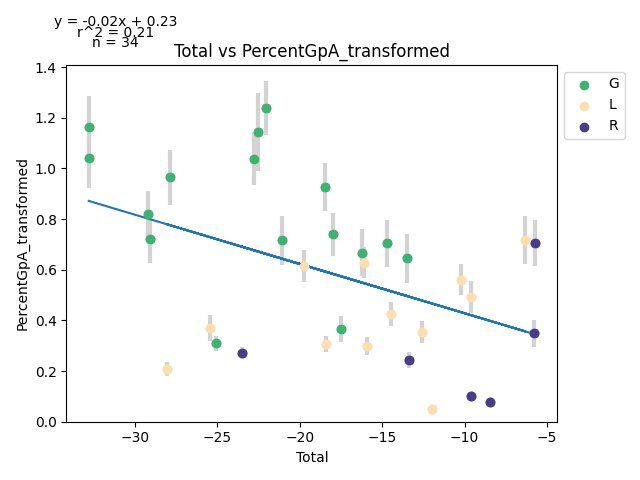 y = -0.02x + 0.23
r^2 = 0.21
n = 34
Total vs PercentGpA_transformed
1.4
1.2
1.0
0.8
0.6
0.4
0.2
0.0
PercentGpA_transformed
−30
−25
−20
−15
−10
−5
Total
G
L
R